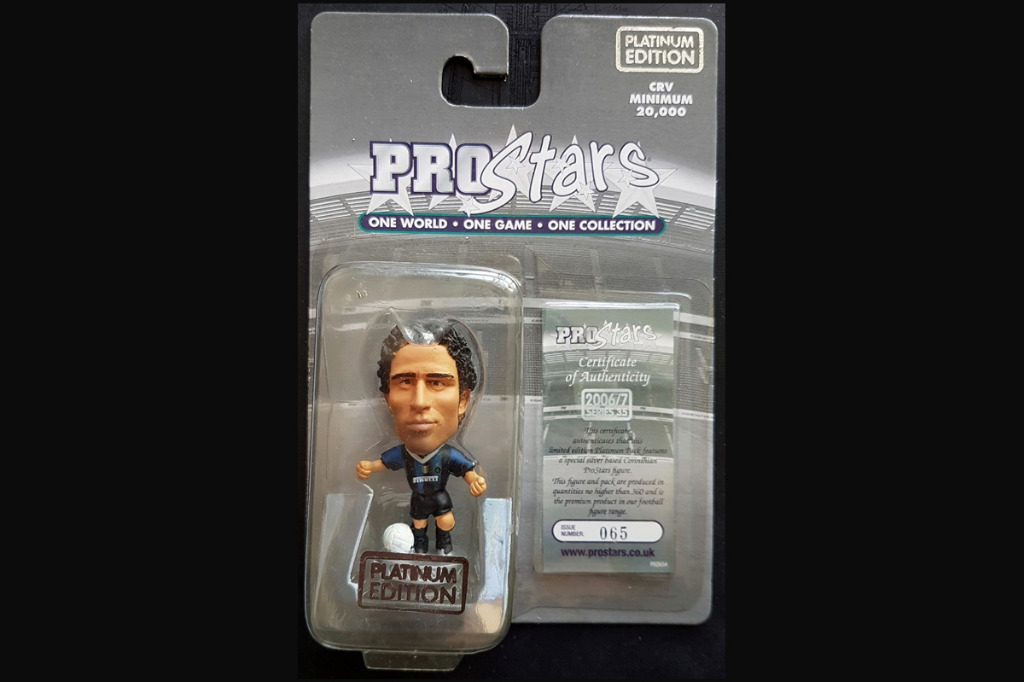 PLATINUM
EDITION
CRV
MINIMUM
20,000
PROStars
ONE WORLD • ONE GAME • ONE COLLECTION
PROStars
Certificate
of Authenticity
2006/7
SERIES 35
This certificate
authenticates that this
limited edition Platinum Pack features
a special silver based Corinthian
ProStars figure.
This figure and pack are produced in
quantities no higher than 360 and is
the premium product in our football
figure range.
ISSUE
NUMBER: 065
www.prostars.co.uk
PIRELLI
PLATINUM
EDITION